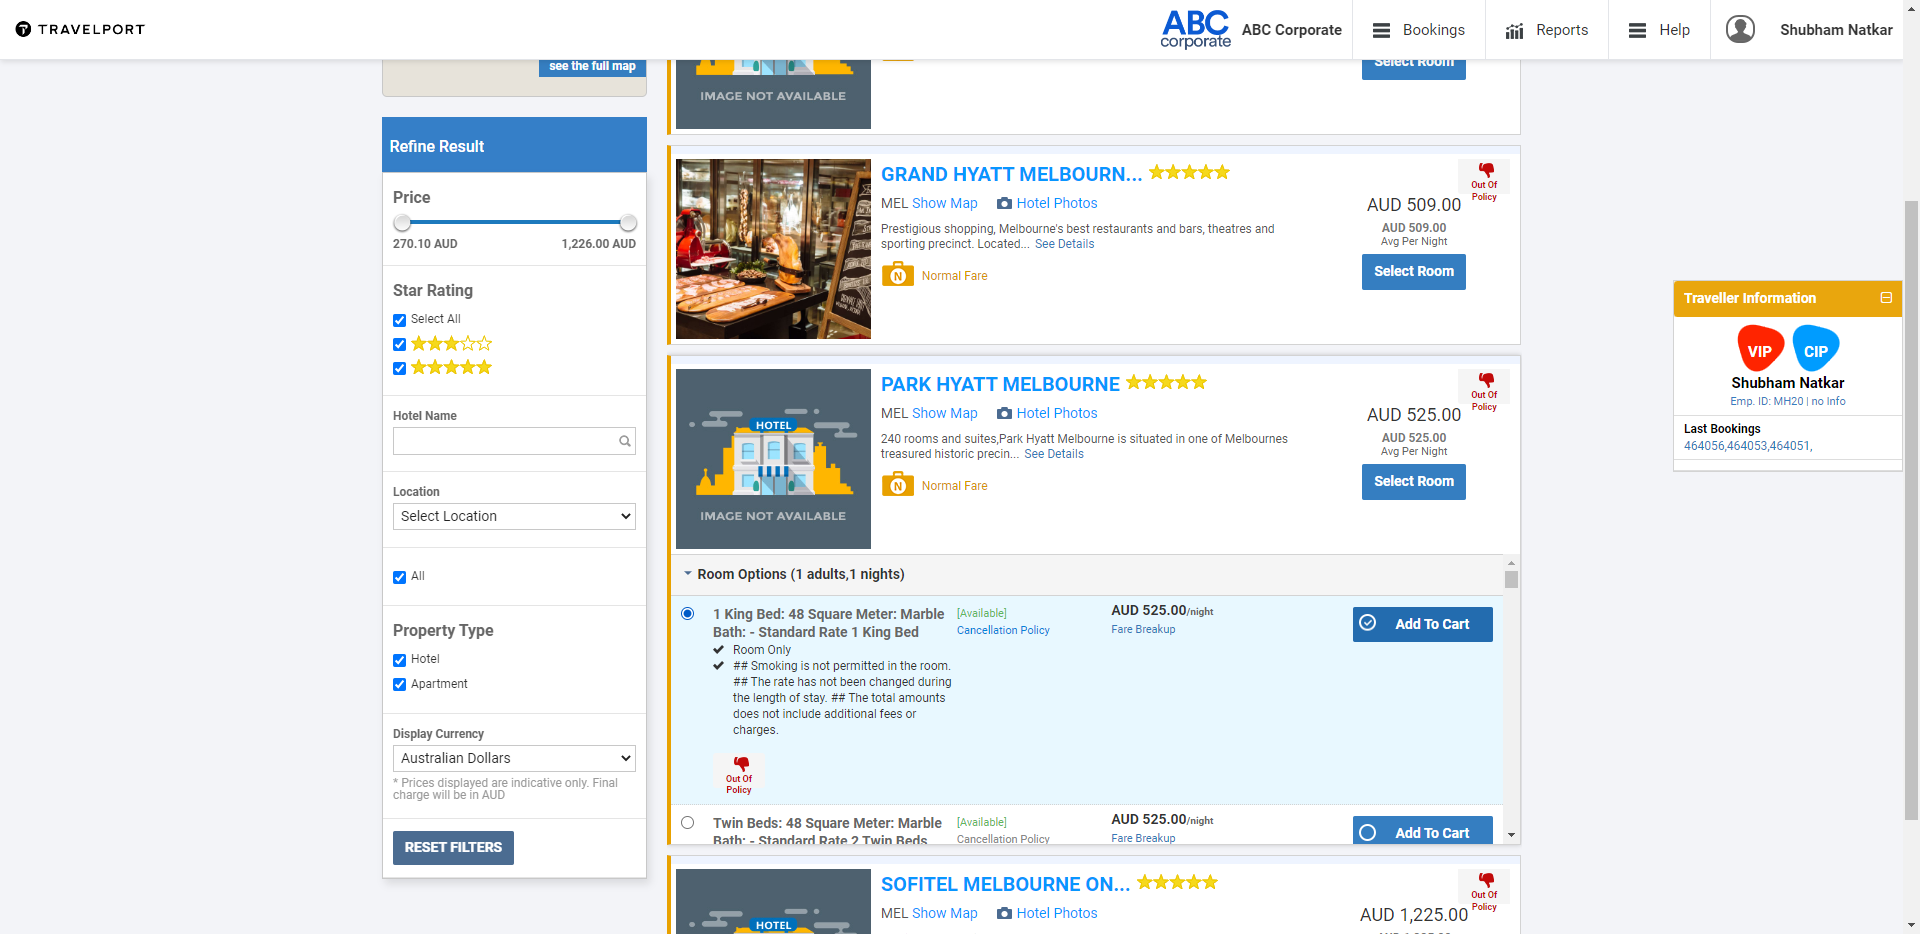 TRAVELPORT
ABC
corporate
ABC Corporate
Bookings
Reports
Help
Shubham Natkar
see the full map
Refine Result
Price
270.10 AUD
1,226.00 AUD
Star Rating
Select All
Hotel Name
Location
Select Location
All
Property Type
Hotel
Apartment
Display Currency
Australian Dollars
* Prices displayed are indicative only. Final
charge will be in AUD
RESET FILTERS
IMAGE NOT AVAILABLE
Select Room
GRAND HYATT MELBOURN...
MEL Show Map Hotel Photos
Prestigious shopping, Melbourne's best restaurants and bars, theatres and
sporting precinct. Located... See Details
N Normal Fare
Out Of
Policy
AUD 509.00
AUD 509.00
Avg Per Night
Select Room
HOTEL
IMAGE NOT AVAILABLE
PARK HYATT MELBOURNE
MEL Show Map Hotel Photos
240 rooms and suites,Park Hyatt Melbourne is situated in one of Melbournes
treasured historic precin... See Details
N Normal Fare
Out Of
Policy
AUD 525.00
AUD 525.00
Avg Per Night
Select Room
Room Options (1 adults,1 nights)
1 King Bed: 48 Square Meter: Marble
Bath: - Standard Rate 1 King Bed
Room Only
## Smoking is not permitted in the room.
## The rate has not been changed during
the length of stay. ## The total amounts
does not include additional fees or
charges.
Out Of
Policy
[Available]
Cancellation Policy
AUD 525.00/night
Fare Breakup
Add To Cart
Twin Beds: 48 Square Meter: Marble
Bath: - Standard Rate 2 Twin Beds
[Available]
Cancellation Policy
AUD 525.00/night
Fare Breakup
Add To Cart
HOTEL
SOFITEL MELBOURNE ON...
MEL Show Map Hotel Photos
Out Of
Policy
AUD 1,225.00
Traveller Information
VIP
CIP
Shubham Natkar
Emp. ID: MH20 | no Info
Last Bookings
464056,464053,464051,